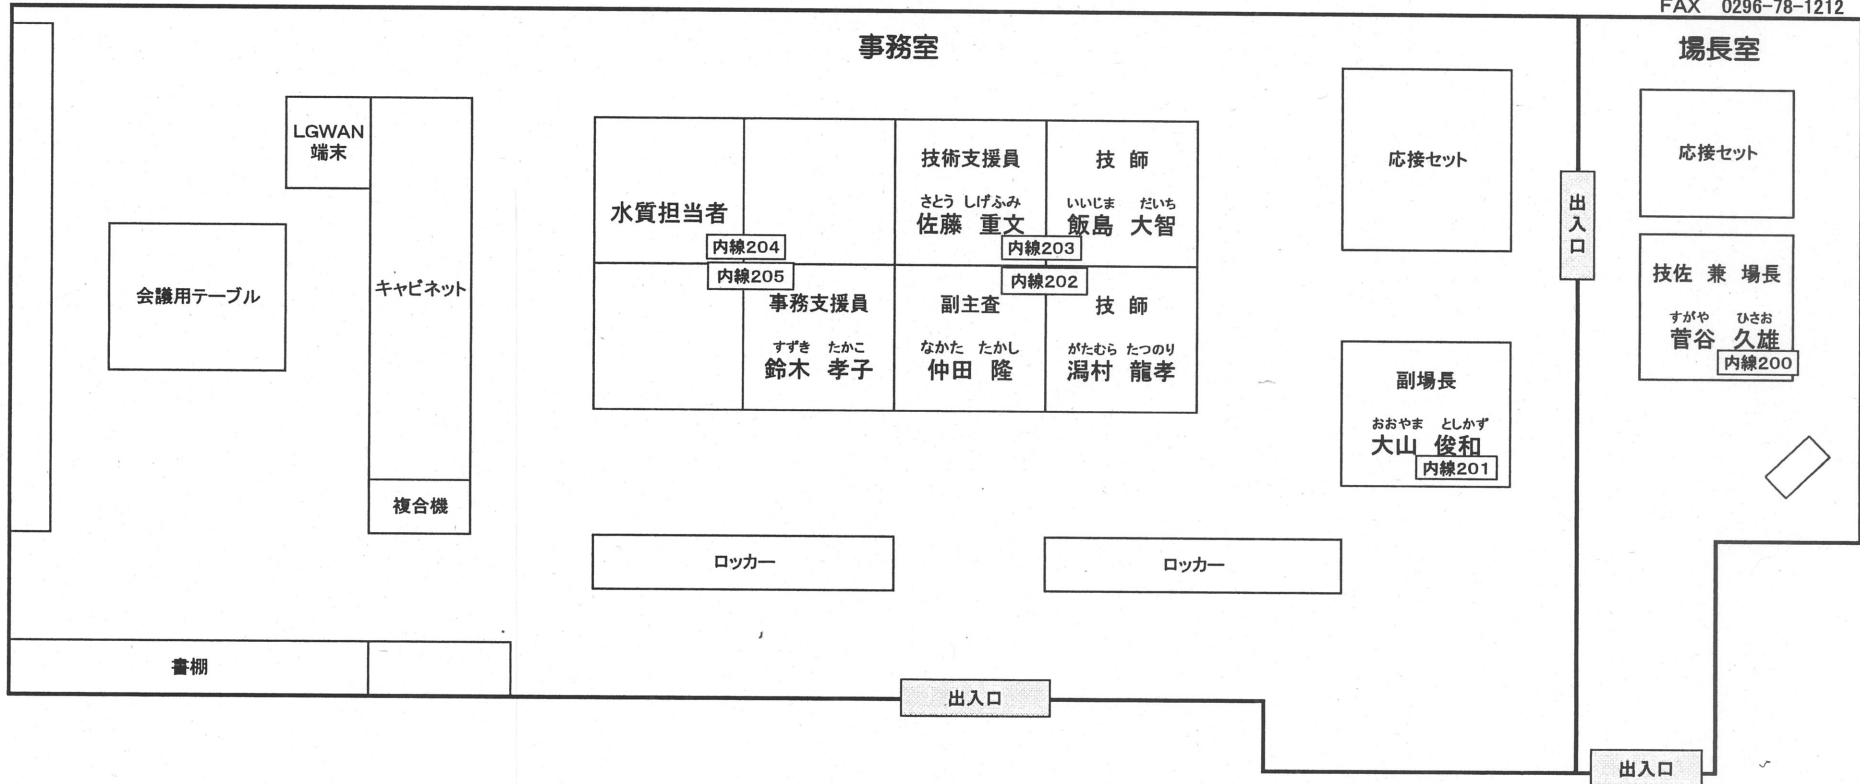 FAX 0296-78-1212
事務室
場長室
LGWAN
端末
キャビネット
会議用テーブル
複合機
書棚
水質担当者
内線204
技術支援員
さとう しげふみ
佐藤 重文
技 師
いいじま だいち
飯島 大智
内線203
内線205
事務支援員
すずき たかこ
鈴木 孝子
副主査
なかた たかし
仲田 隆
内線202
技 師
がたむら たつのり
潟村 龍孝
ロッカー
ロッカー
応接セット
副場長
おおやま としかず
大山 俊和
内線201
出入口
出入口
応接セット
技佐 兼 場長
すがや ひさお
菅谷 久雄
内線200
出入口